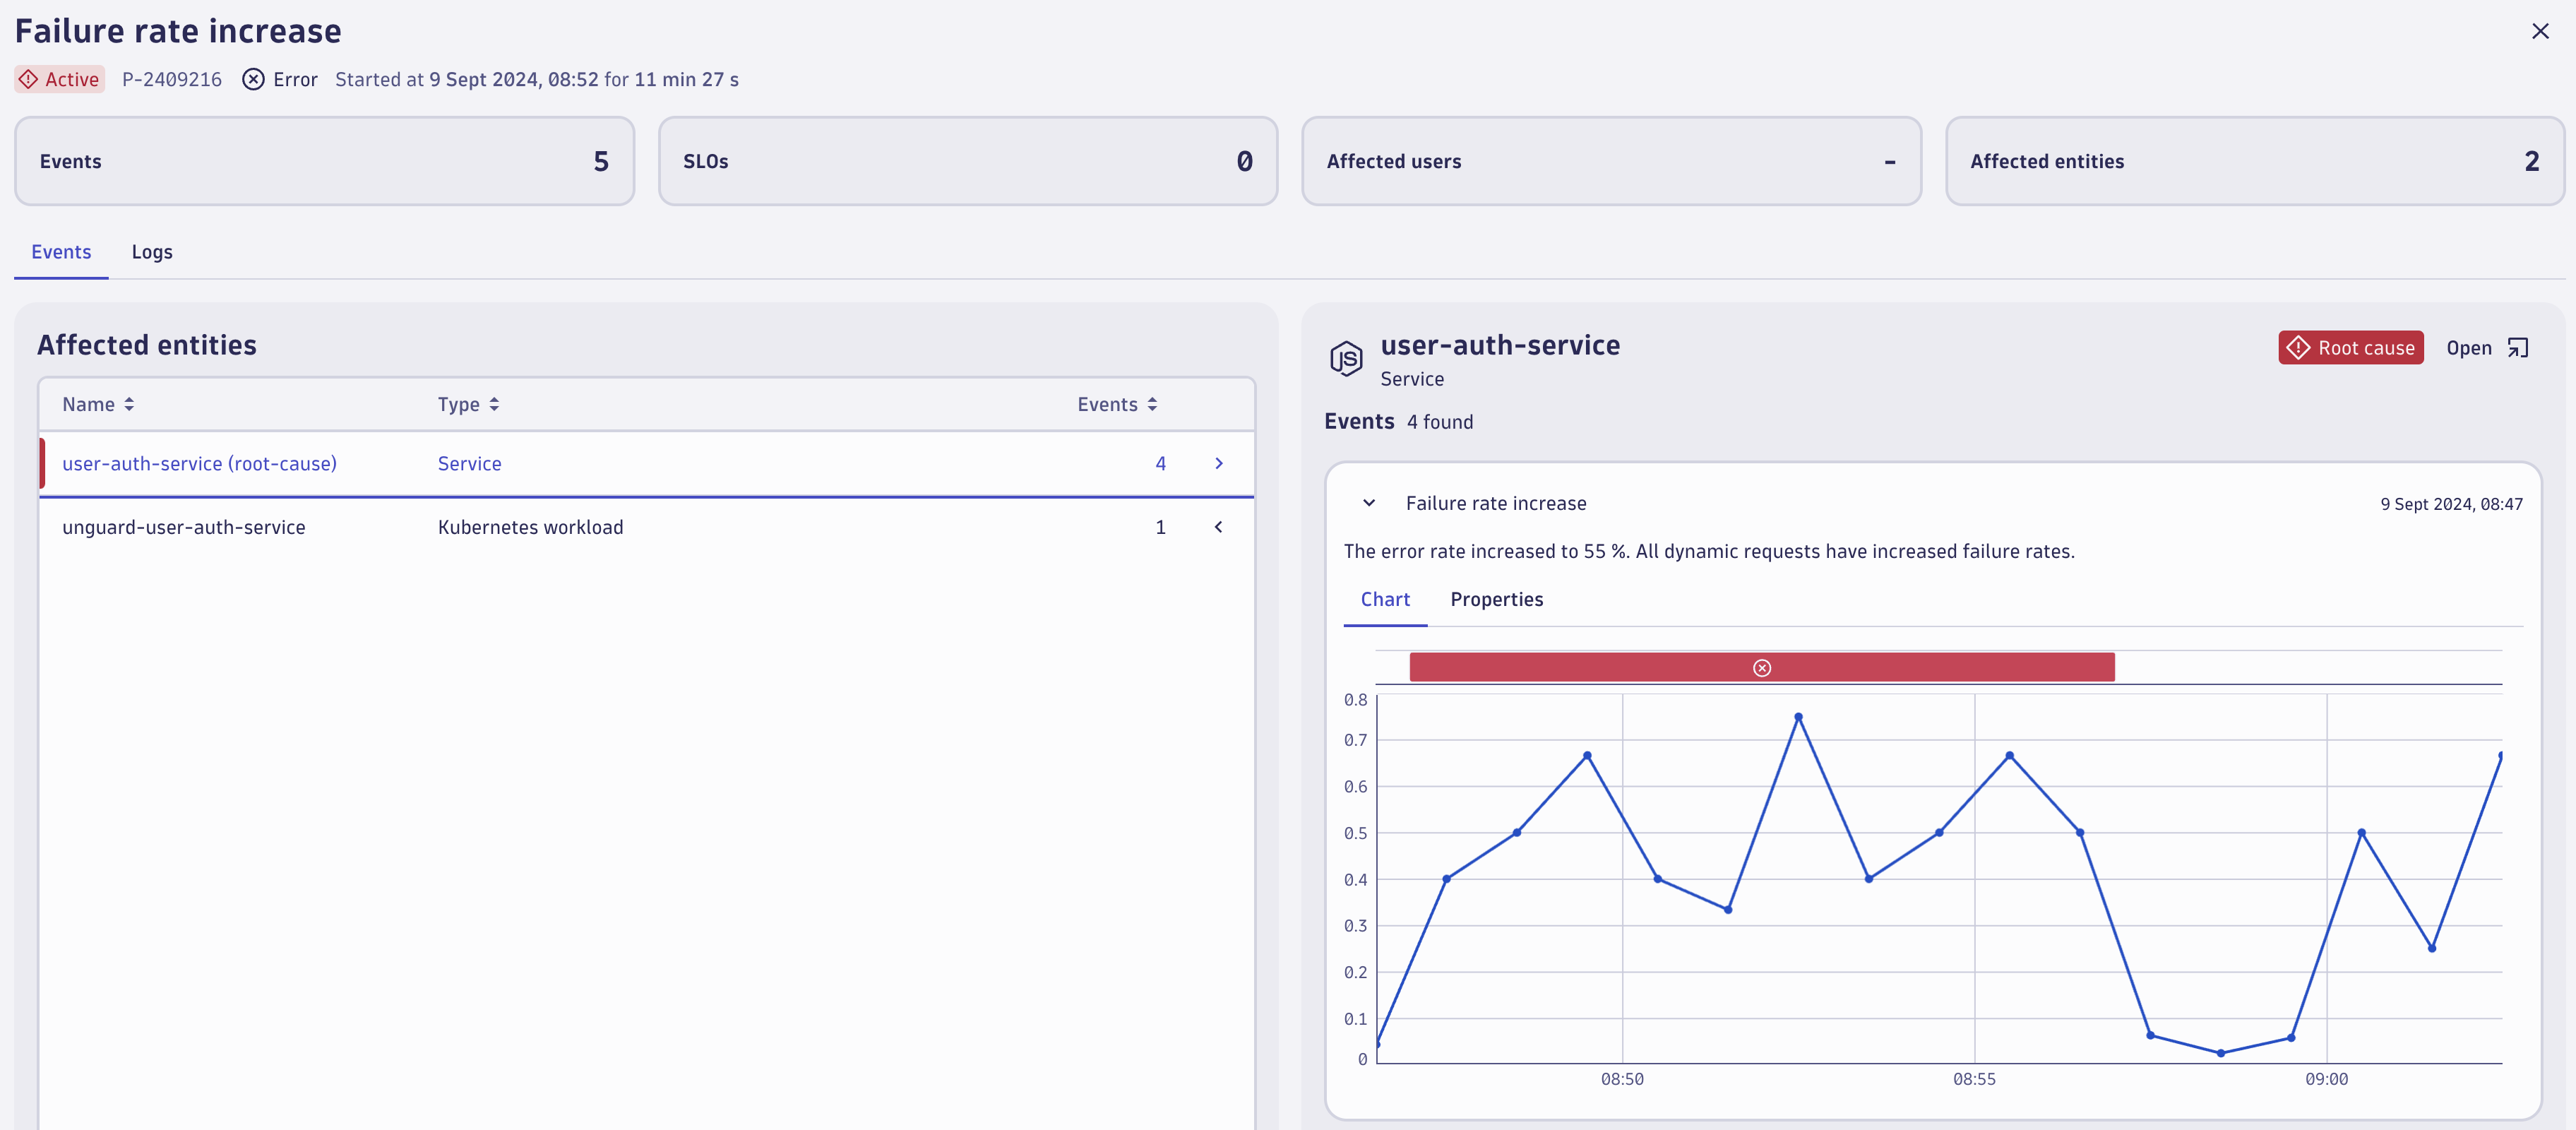 Failure rate increase
Active P-2409216 Error Started at 9 Sept 2024, 08:52 for 11 min 27 s
Events 5 SLOs 0 Affected users - Affected entities 2
Events Logs
Affected entities
Name Type Events
user-auth-service (root-cause) Service 4
unguard-user-auth-service Kubernetes workload 1
JS user-auth-service Root cause Open
Service
Events 4 found
Failure rate increase 9 Sept 2024, 08:47
The error rate increased to 55 %. All dynamic requests have increased failure rates.
Chart Properties
0.8
0.7
0.6
0.5
0.4
0.3
0.2
0.1
0
08:50 08:55 09:00